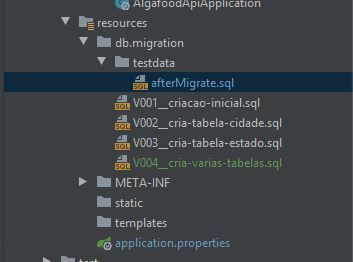 AlgafoodApiApplication
resources
db.migration
testdata
afterMigrate.sql
V001__criacao-inicial.sql
V002__cria-tabela-cidade.sql
V003__cria-tabela-estado.sql
V004__cria-varias-tabelas.sql
META-INF
static
templates
application.properties
test